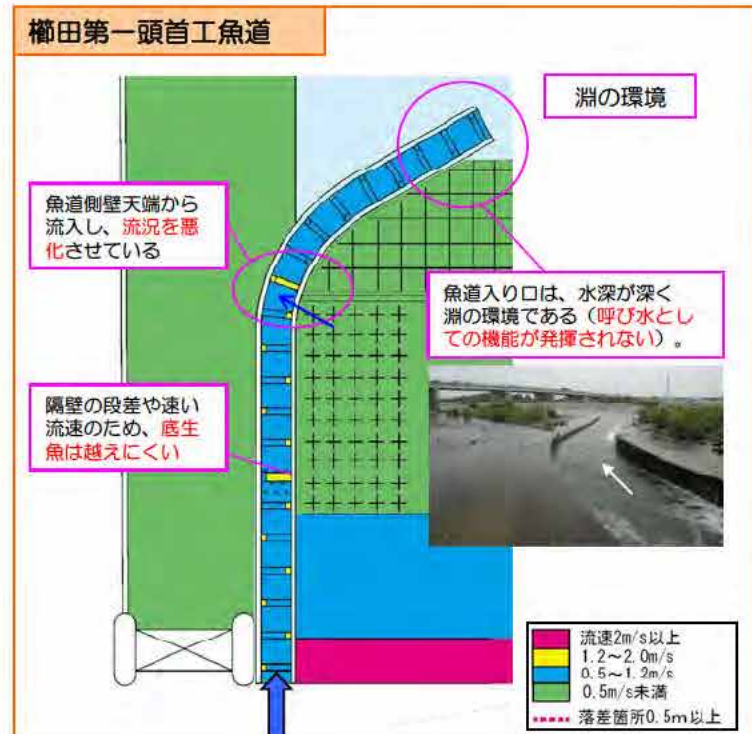 櫛田第一頭首工魚道
淵の環境
魚道側壁天端から
流入し、流況を悪
化させている
魚道入り口は、水深が深く
淵の環境である(呼び水とし
ての機能が発揮されない)。
隔壁の段差や速い
流速のため、底生
魚は越えにくい
流速2m/s以上
1.2～2.0m/s
0.5～1.2m/s
0.5m/s未満
落差箇所0.5m以上